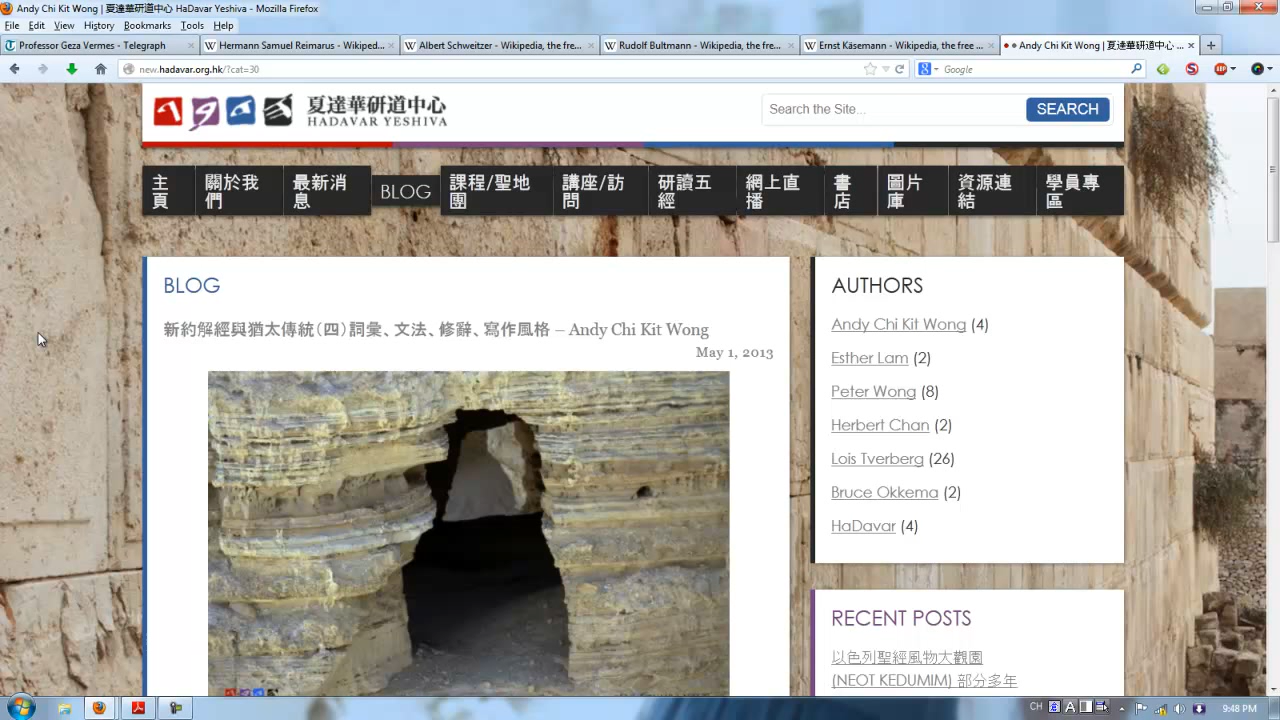 Andy Chi Kit Wong | 夏達華研道中心 HaDavar Yeshiva - Mozilla Firefox
File Edit View History Bookmarks Tools Help
Professor Geza Vermes - Telegraph
Hermann Samuel Reimarus - Wikiped...
Albert Schweitzer - Wikipedia, the fre...
Rudolf Bultmann - Wikipedia, the fre...
Ernst Käsemann - Wikipedia, the free ...
Andy Chi Kit Wong | 夏達華研道中心 ...
new.hadavar.org.hk/?cat=30
Google
夏達華研道中心
HADAVAR YESHIVA
Search the Site...
SEARCH
主頁
關於我們
最新消息
BLOG
課程/聖地團
講座/訪問
研讀五經
網上直播
書店
圖片庫
資源連結
學員專區
BLOG
新約解經與猶太傳統（四）詞彙、文法、修辭、寫作風格 – Andy Chi Kit Wong
May 1, 2013
AUTHORS
Andy Chi Kit Wong (4)
Esther Lam (2)
Peter Wong (8)
Herbert Chan (2)
Lois Tverberg (26)
Bruce Okkema (2)
HaDavar (4)
RECENT POSTS
以色列聖經風物大觀園
(NEOT KEDUMIM) 部分多年
CH
9:48 PM